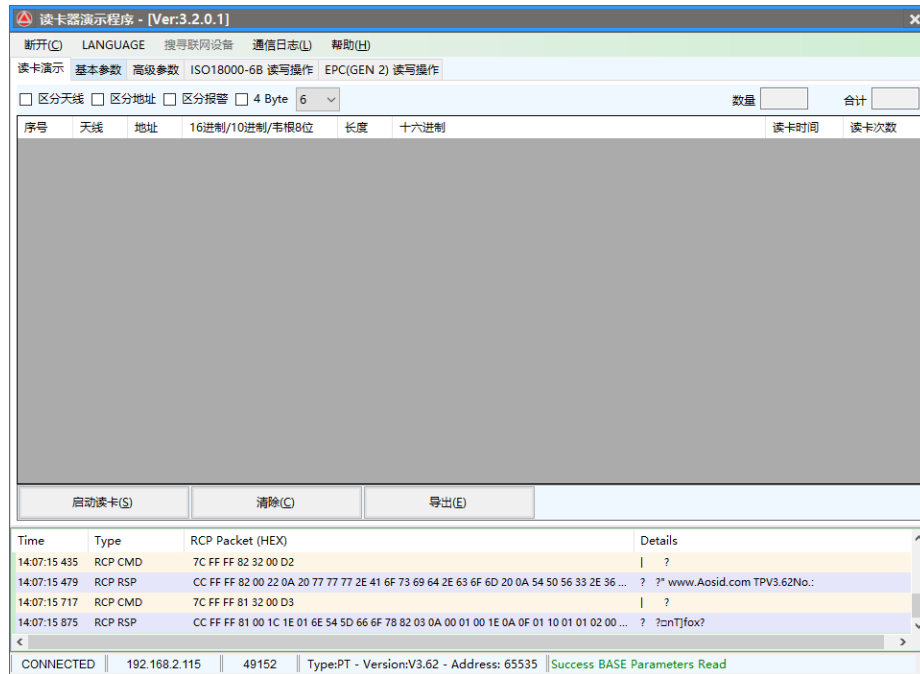 读卡器演示程序 - [Ver:3.2.0.1]
断开(C) LANGUAGE 搜寻联网设备 通信日志(L) 帮助(H)
读卡演示 基本参数 高级参数 ISO18000-6B 读写操作 EPC(GEN 2) 读写操作
区分天线 区分地址 区分报警 4 Byte 6 数量 合计
序号 天线 地址 16进制/10进制/韦根8位 长度 十六进制 读卡时间 读卡次数
启动读卡(S) 清除(C) 导出(E)
Time Type RCP Packet (HEX) Details
14:07:15 435 RCP CMD 7C FF FF 82 32 00 D2 | ?
14:07:15 479 RCP RSP CC FF FF 82 00 22 0A 20 77 77 77 2E 41 6F 73 69 64 2E 63 6F 6D 20 0A 54 50 56 33 2E 36 ... ? ?" www.Aosid.com TPV3.62No.:
14:07:15 717 RCP CMD 7C FF FF 81 32 00 D3 | ?
14:07:15 875 RCP RSP CC FF FF 81 00 1C 1E 01 6E 54 5D 66 6F 78 82 03 0A 00 01 00 1E 0A 0F 01 10 01 01 02 00 ... ? ?□nT]fox?
CONNECTED 192.168.2.115 49152 Type:PT - Version:V3.62 - Address: 65535 Success BASE Parameters Read